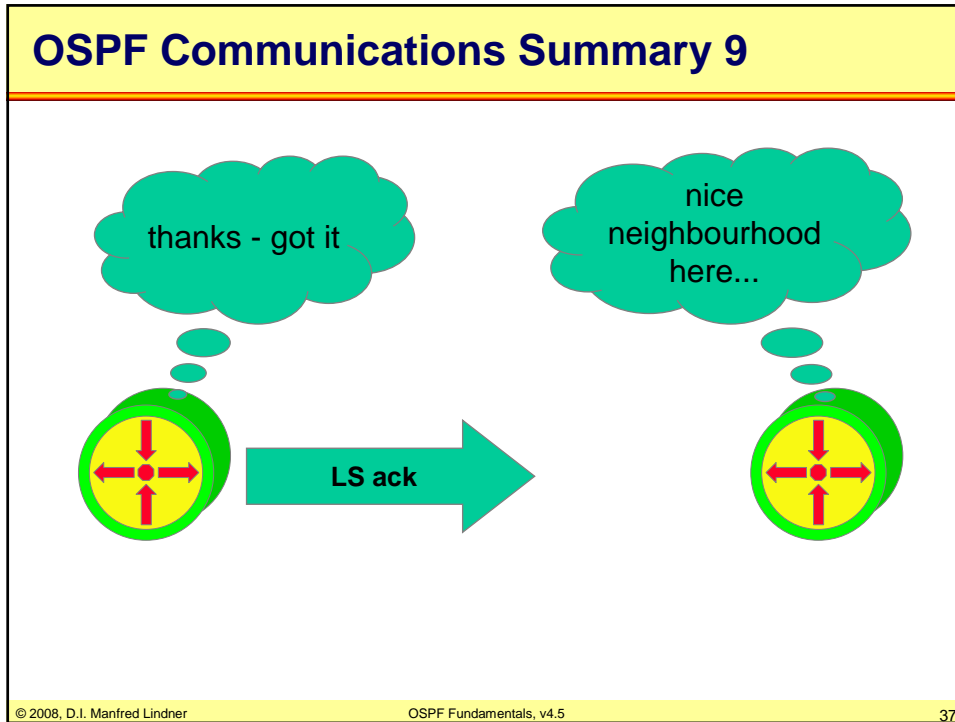 OSPF Communications Summary 9
thanks - got it
nice
neighbourhood
here...
LS ack
© 2008, D.I. Manfred Lindner
OSPF Fundamentals, v4.5
37